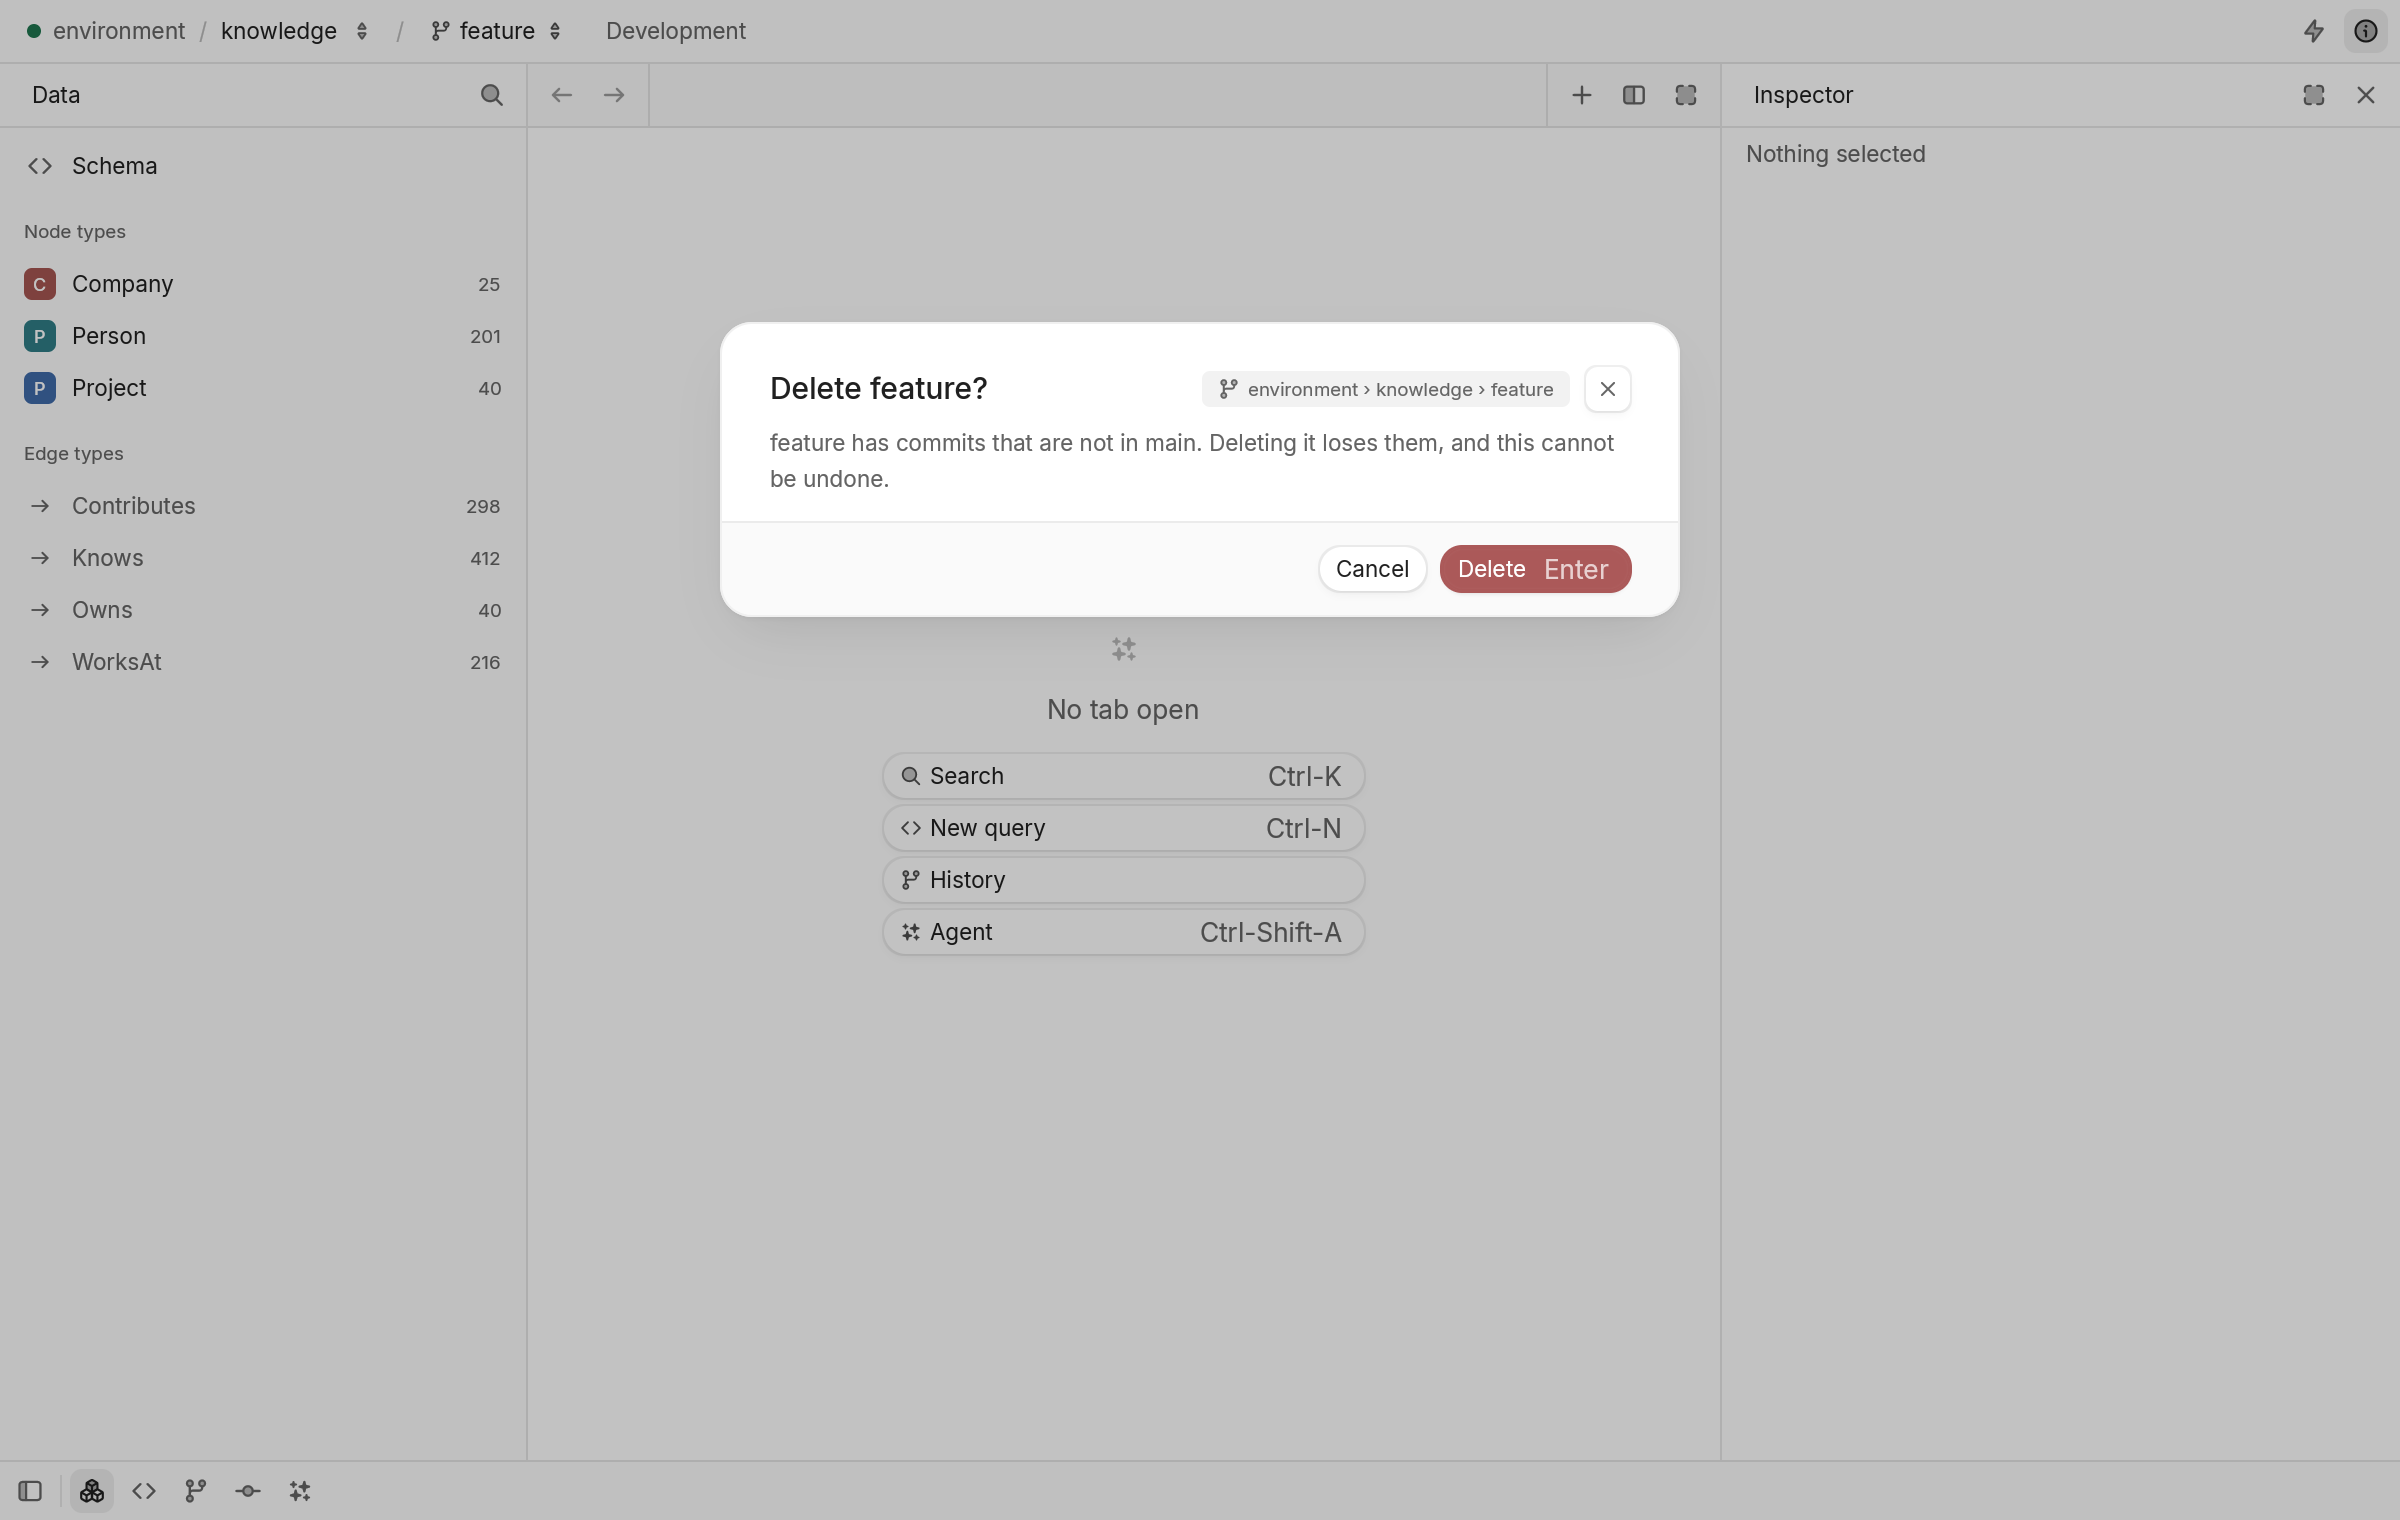 environment / knowledge / feature Development
Data
Inspector
Schema
Nothing selected
Node types
C Company 25
P Person 201
P Project 40
Edge types
Contributes 298
Knows 412
Owns 40
WorksAt 216
Delete feature?
environment › knowledge › feature
feature has commits that are not in main. Deleting it loses them, and this cannot
be undone.
Cancel
Delete Enter
No tab open
Search Ctrl-K
New query Ctrl-N
History
Agent Ctrl-Shift-A